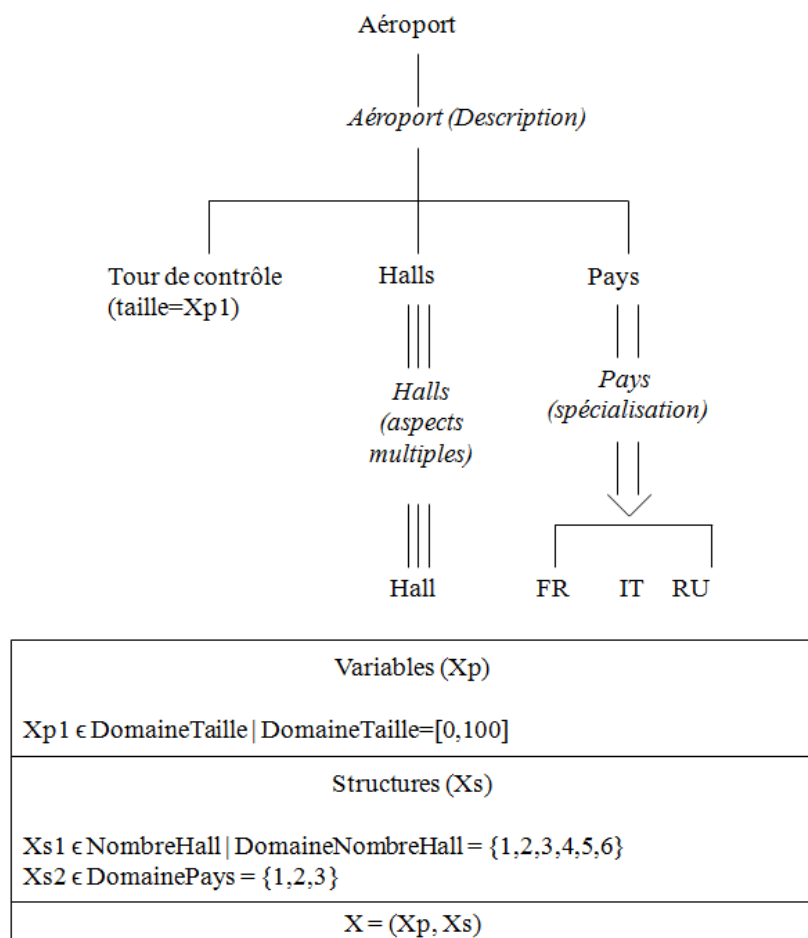 Aéroport
Aéroport (Description)
Tour de contrôle
(taille=Xp1)
Halls
Pays
Halls
(aspects
multiples)
Pays
(spécialisation)
Hall
FR
IT
RU
Variables (Xp)
Xp1 ϵ DomaineTaille | DomaineTaille=[0,100]
Structures (Xs)
Xs1 ϵ NombreHall | DomaineNombreHall = {1,2,3,4,5,6}
Xs2 ϵ DomainePays = {1,2,3}
X = (Xp, Xs)